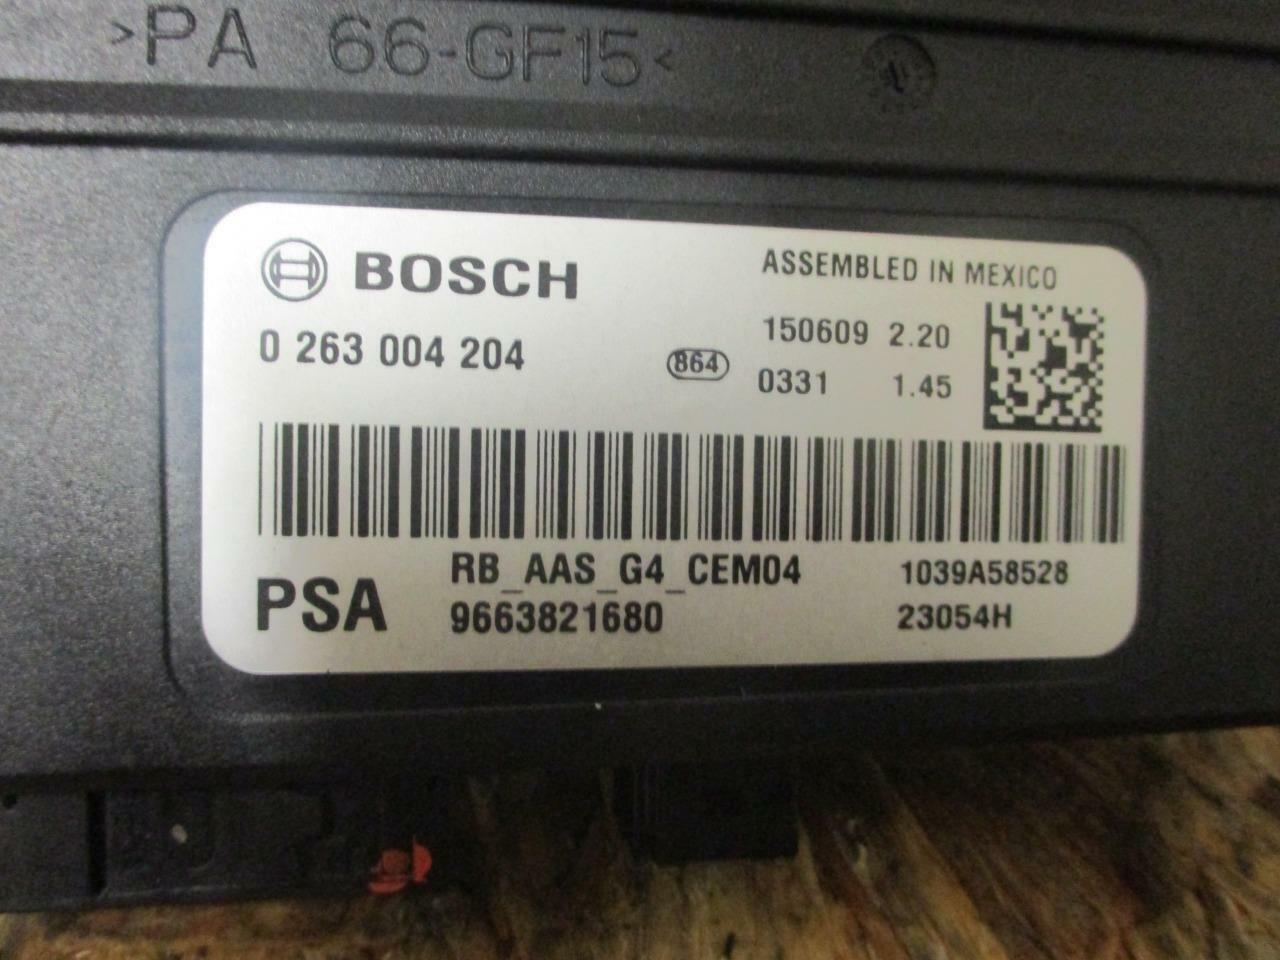 >PA 66-GF15<
BOSCH
ASSEMBLED IN MEXICO
0 263 004 204
864
150609 2.20
0331 1.45
RB_AAS_G4_CEM04
1039A58528
PSA
9663821680
23054H